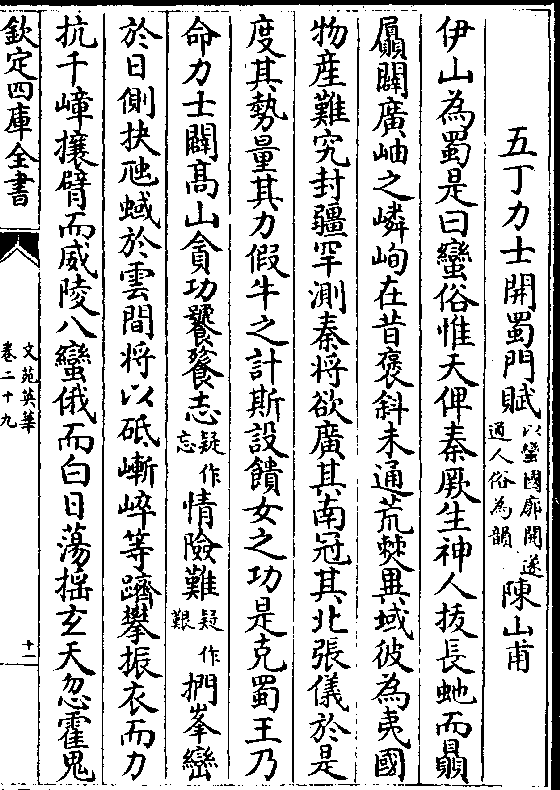 五丁力士開蜀門賦以蠻國廓開遂通人俗為韻 陳山甫
伊山為蜀是曰蠻俗惟天俾秦厥生神人拔長虵而贔
屭闢廣岫之嶙峋在昔褒斜未通荒僰異域彼為夷國
物産難究封疆罕測秦將欲廣其南冠其北張儀於是
度其勢量其力假牛之計斯設饋女之功是克蜀王乃
命力士闢髙山貪功饕餮志疑作忘情險難疑作艱捫峯巒
於日側抉虺蜮於雲間将以砥嶃崪等躋攀振衣而力
抗千嶂攘臂而威陵八蠻俄而白日蕩揺玄天忽霍鬼
欽定四庫全書
文苑英華
卷二十九
十一